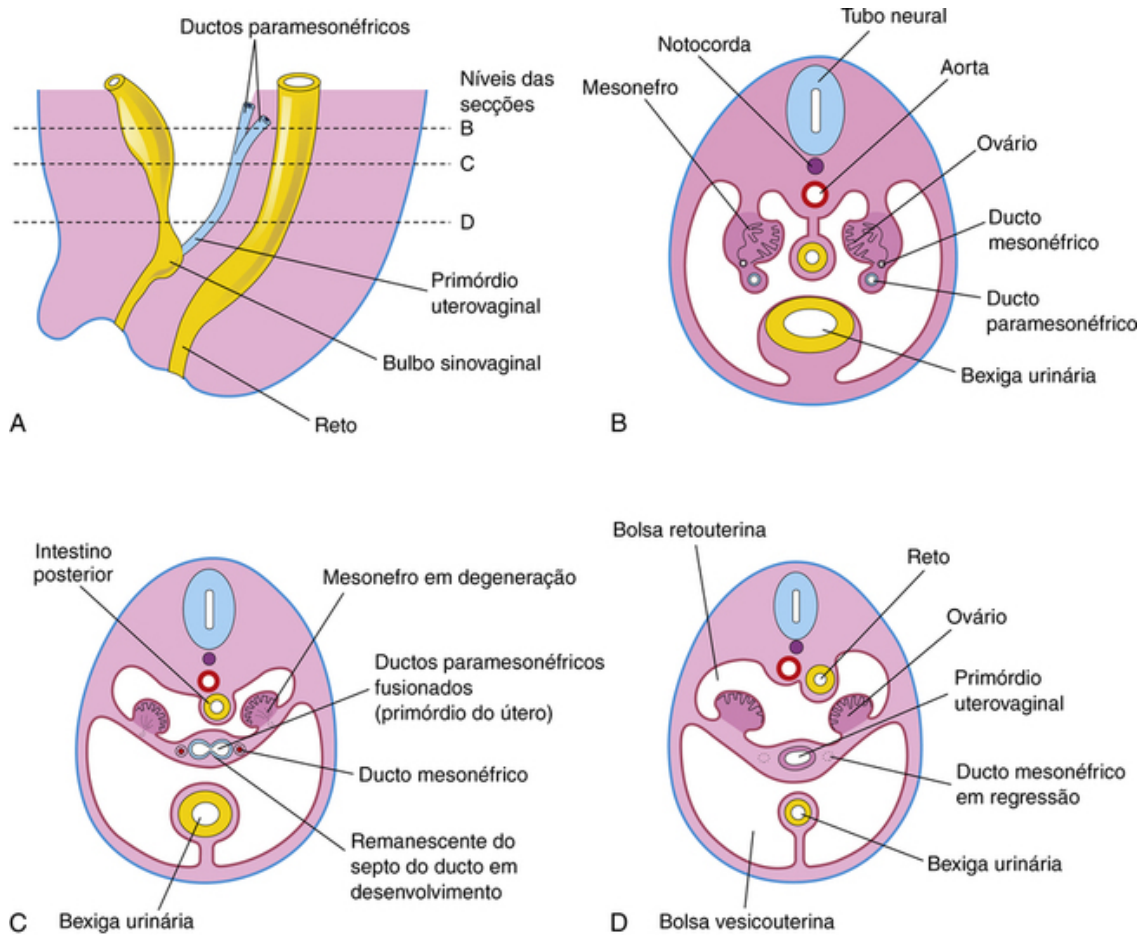 Ductos paramesonéfricos
Níveis das
secções
B
C
D
Primórdio
uterovaginal
Bulbo sinovaginal
Reto
A
Tubo neural
Notocorda
Aorta
Mesonefro
Ovário
Ducto
mesonéfrico
Ducto
paramesonéfrico
Bexiga urinária
B
Intestino
posterior
Mesonefro em degeneração
Ductos paramesonéfricos
fusionados
(primórdio do útero)
Ducto mesonéfrico
Remanescente do
septo do ducto em
desenvolvimento
Bexiga urinária
C
Bolsa retouterina
Reto
Ovário
Primórdio
uterovaginal
Ducto mesonéfrico
em regressão
Bexiga urinária
Bolsa vesicouterina
D